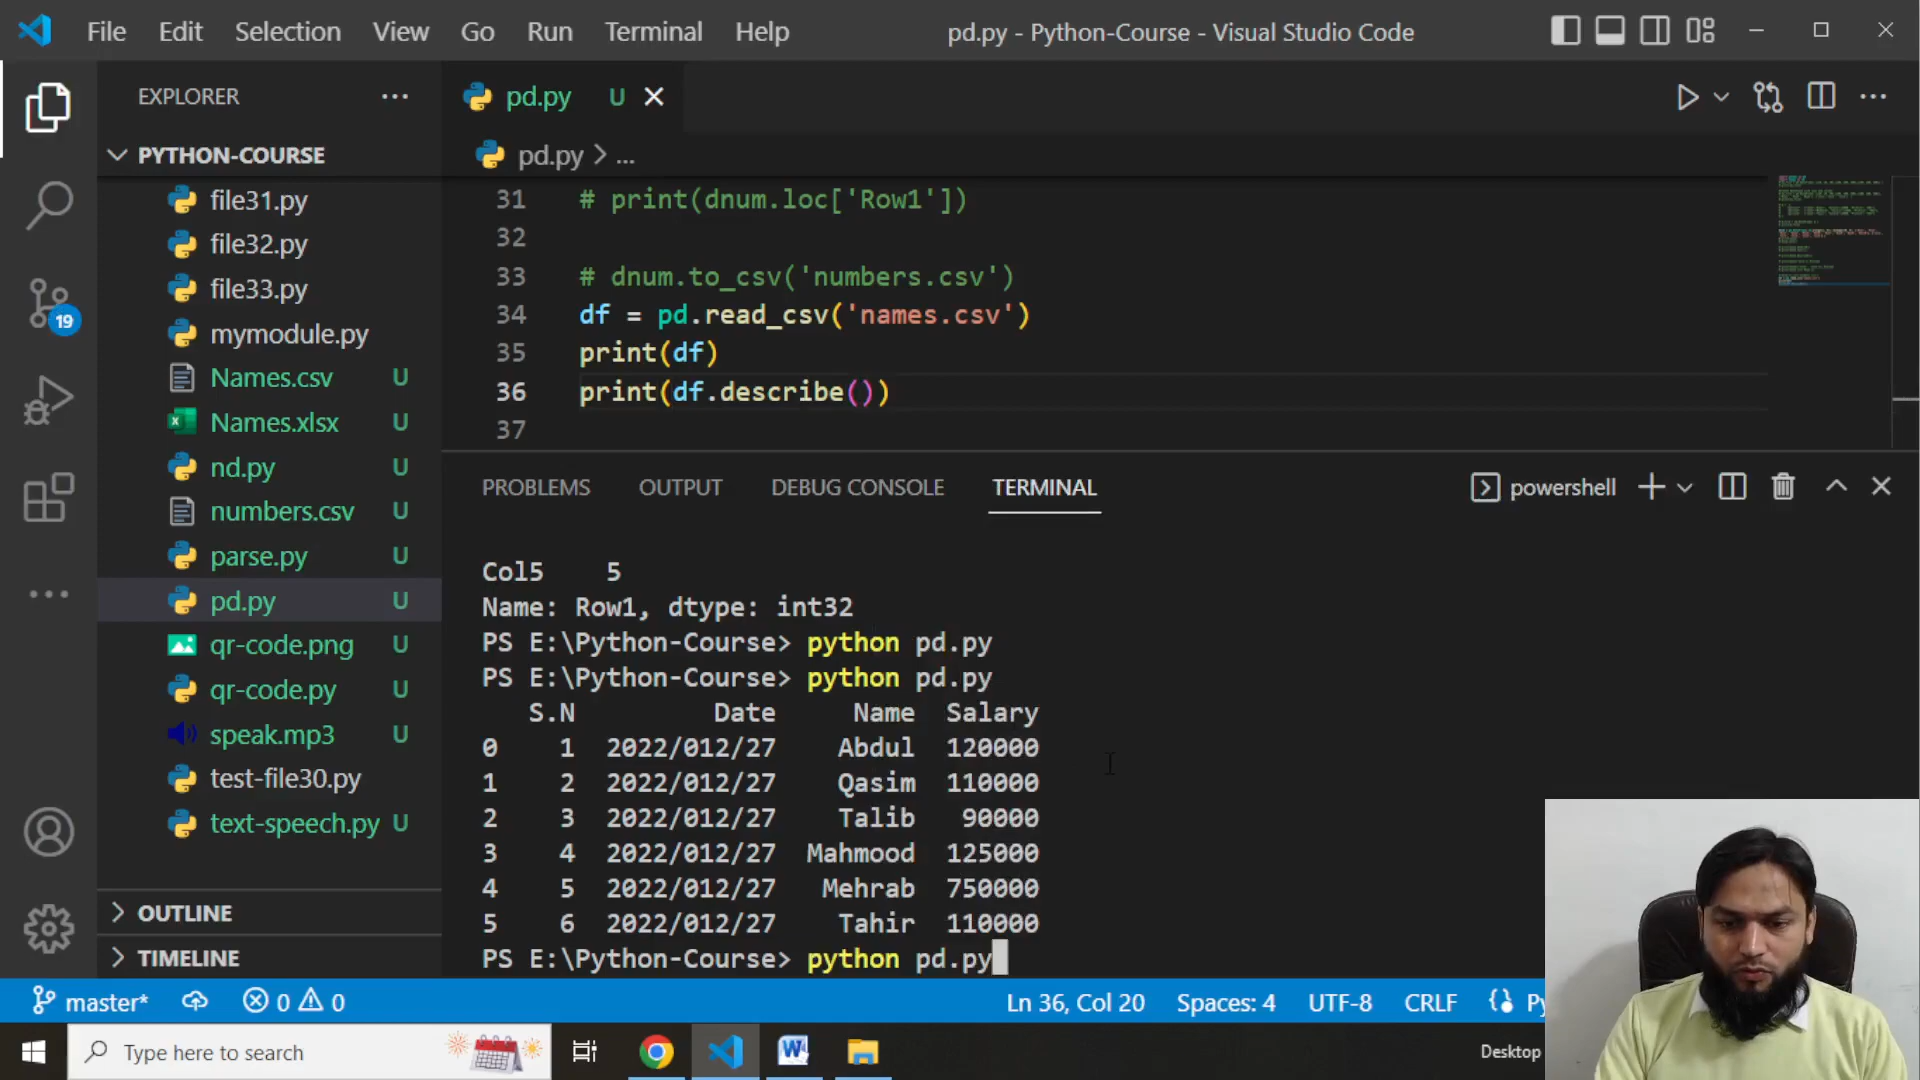 File Edit Selection View Go Run Terminal Help
pd.py - Python-Course - Visual Studio Code
EXPLORER
PYTHON-COURSE
file31.py
file32.py
file33.py
mymodule.py
Names.csv U
Names.xlsx U
nd.py U
numbers.csv U
parse.py U
pd.py U
qr-code.png U
qr-code.py U
speak.mp3 U
test-file30.py
text-speech.py U
OUTLINE
TIMELINE
19
pd.py U
pd.py > ...
31 # print(dnum.loc['Row1'])
32
33 # dnum.to_csv('numbers.csv')
34 df = pd.read_csv('names.csv')
35 print(df)
36 print(df.describe())
37
PROBLEMS OUTPUT DEBUG CONSOLE TERMINAL
powershell
Col5 5
Name: Row1, dtype: int32
PS E:\Python-Course> python pd.py
PS E:\Python-Course> python pd.py
S.N Date Name Salary
0 1 2022/012/27 Abdul 120000
1 2 2022/012/27 Qasim 110000
2 3 2022/012/27 Talib 90000
3 4 2022/012/27 Mahmood 125000
4 5 2022/012/27 Mehrab 750000
5 6 2022/012/27 Tahir 110000
PS E:\Python-Course> python pd.py
master* 0 0
Ln 36, Col 20 Spaces: 4 UTF-8 CRLF Py
Type here to search
Desktop